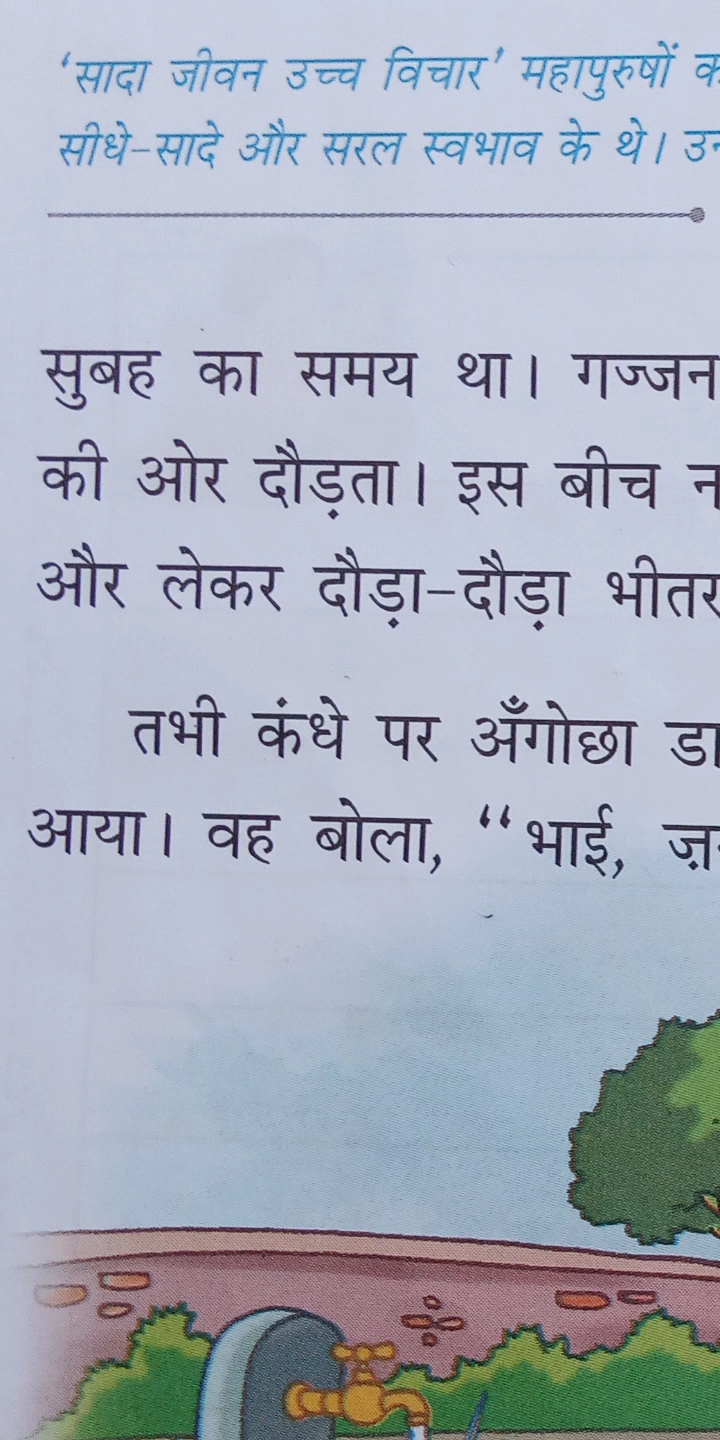 ‘सादा जीवन उच्च विचार’ महापुरुषों
सीधे-सादे और सरल स्वभाव के थे।
सुबह का समय था। गज्जन
की ओर दौड़ता। इस बीच
और लेकर दौड़ा-दौड़ा भीतर
तभी कंधे पर अँगोछा
आया। वह बोला, “भाई,